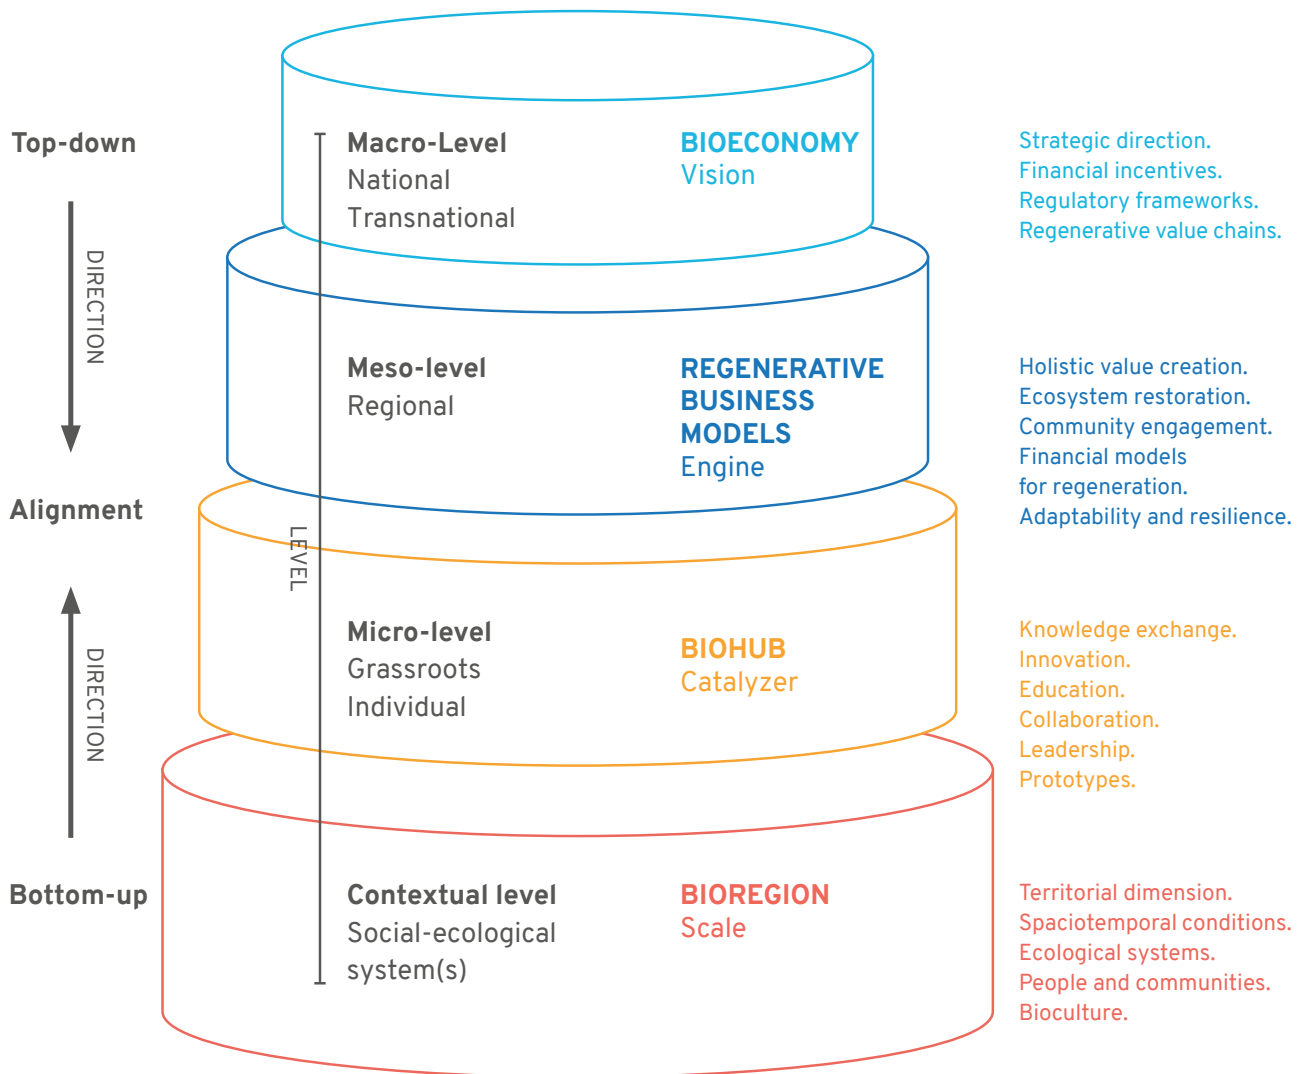 Top-down
DIRECTION
Alignment
DIRECTION
Bottom-up
LEVEL
Macro-Level
National
Transnational
BIOECONOMY
Vision
Strategic direction.
Financial incentives.
Regulatory frameworks.
Regenerative value chains.
Meso-level
Regional
REGENERATIVE
BUSINESS
MODELS
Engine
Holistic value creation.
Ecosystem restoration.
Community engagement.
Financial models
for regeneration.
Adaptability and resilience.
Micro-level
Grassroots
Individual
BIOHUB
Catalyzer
Knowledge exchange.
Innovation.
Education.
Collaboration.
Leadership.
Prototypes.
Contextual level
Social-ecological
system(s)
BIOREGION
Scale
Territorial dimension.
Spaciotemporal conditions.
Ecological systems.
People and communities.
Bioculture.